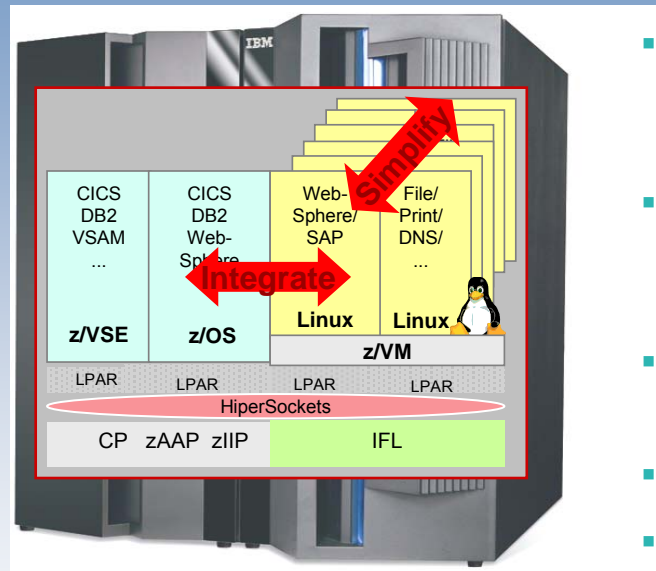 IBM
Simplify
CICS
DB2
VSAM
...
z/VSE
CICS
DB2
Web-
Sphere
z/OS
Web-
Sphere/
SAP
Linux
File/
Print/
DNS/
...
Linux
Integrate
z/VM
LPAR
LPAR
LPAR
LPAR
HiperSockets
CP zAAP zIIP
IFL